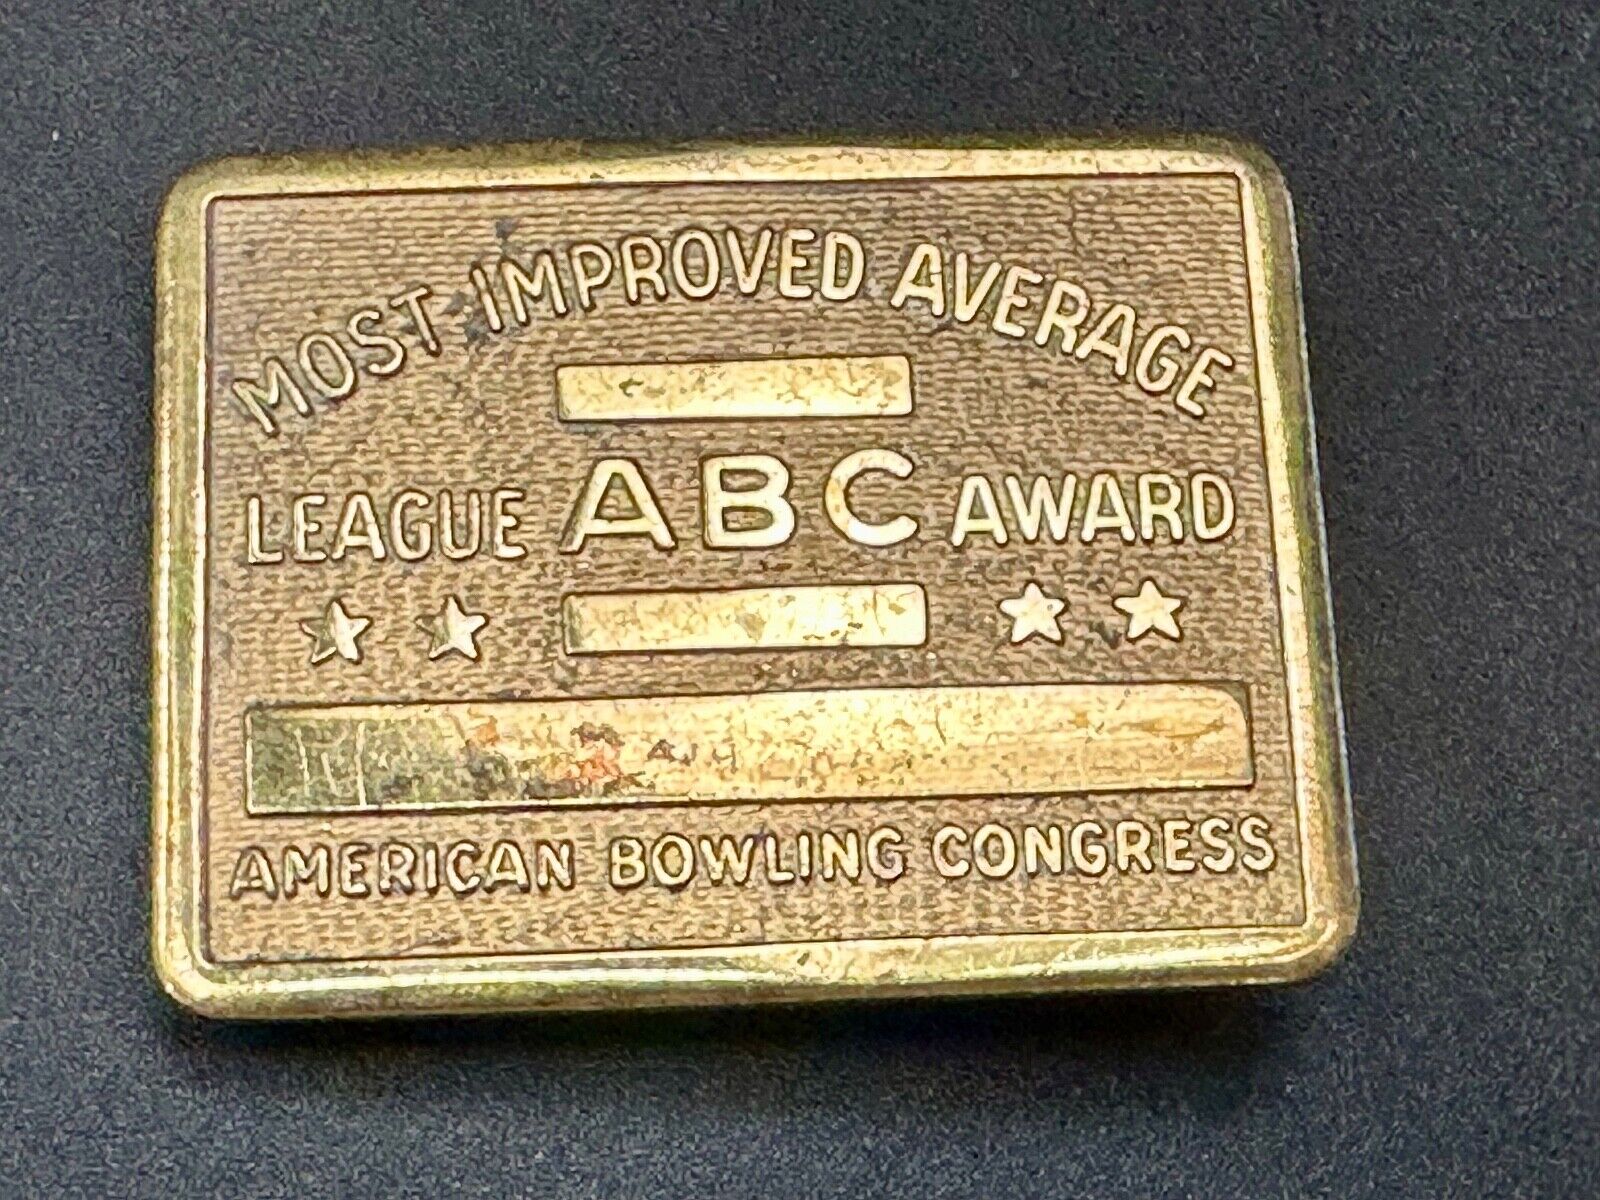 MOST IMPROVED AVERAGE
LEAGUE ABC AWARD
AMERICAN BOWLING CONGRESS